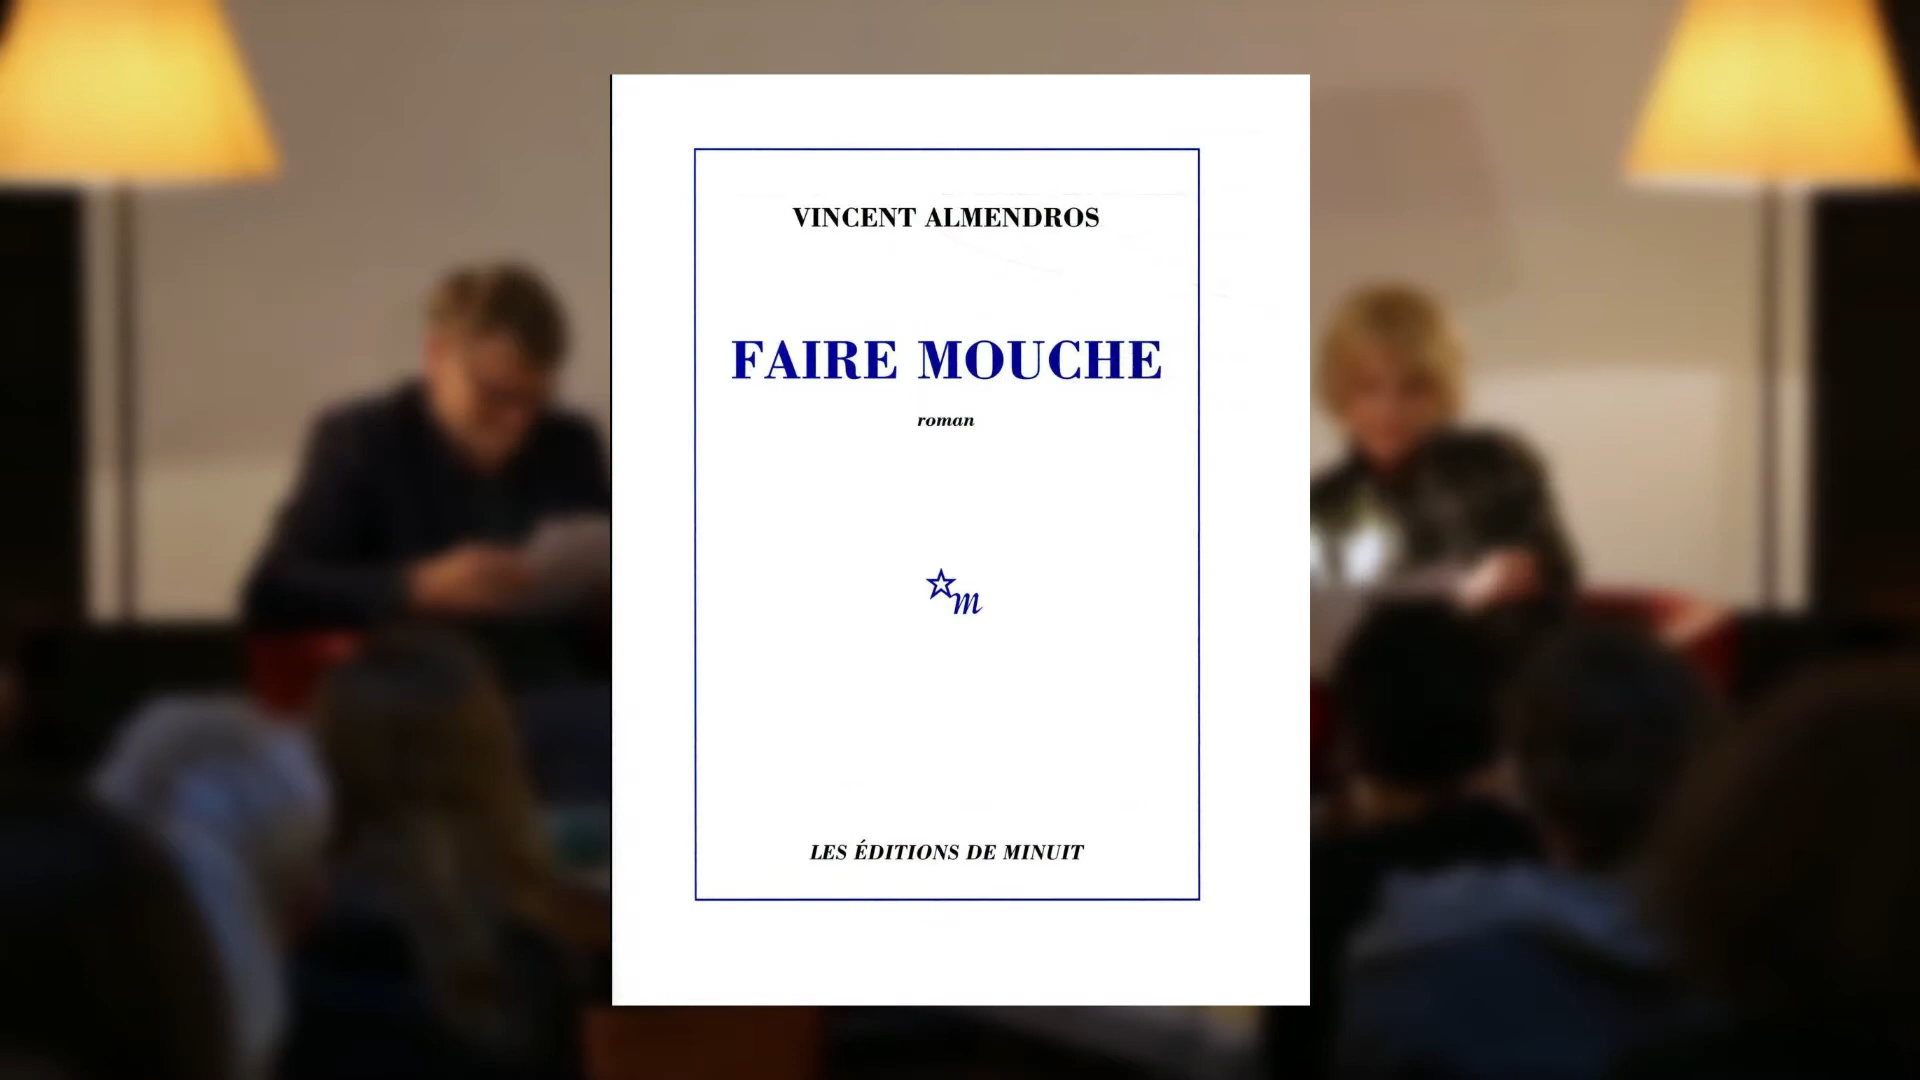 VINCENT ALMENDROS
FAIRE MOUCHE
roman
m
LES ÉDITIONS DE MINUIT